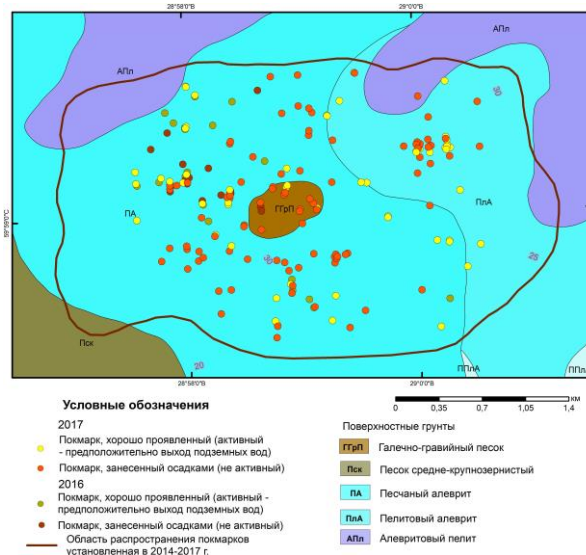 28°58'0"В
29°0'0"В
АПл
АПл
ПА
ГГрП
ПлА
59°59'0"С
Пск
ППлА
28°58'0"В
29°0'0"В
Условные обозначения
2017
Покмарк, хорошо проявленный (активный
- предположительно выход подземных вод)
Покмарк, занесенный осадками (не активный)
2016
Покмарк, хорошо проявленный (активный -
предположительно выход подземных вод)
Покмарк, занесенный осадками (не активный)
Область распространения покмарков
установленная в 2014-2017 г.
км
0 0,35 0,7 1,05 1,4
Поверхностные грунты
ГГрП Галечно-гравийный песок
Пск Песок средне-крупнозернистый
ПА Песчаный алеврит
ПлА Пелитовый алеврит
АПл Алевритовый пелит